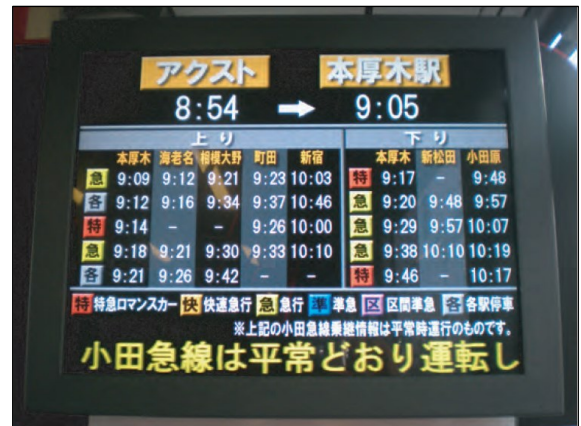 アクスト 本厚木駅
8:54 → 9:05
上り 下り
本厚木 海老名 相模大野 町田 新宿 本厚木 新松田 小田原
急 9:09 9:12 9:21 9:23 10:03 特 9:17 - 9:48
各 9:12 9:16 9:34 9:37 10:46 急 9:20 9:48 9:57
特 9:14 - - 9:26 10:00 急 9:29 9:57 10:07
急 9:18 9:21 9:30 9:33 10:10 急 9:38 10:10 10:19
各 9:21 9:26 9:42 - - 特 9:46 - 10:17
特 特急ロマンスカー 快 快速急行 急 急行 準 準急 区 区間準急 各 各駅停車
※上記の小田急線乗継情報は平常時運行のものです。
小田急線は平常どおり運転し